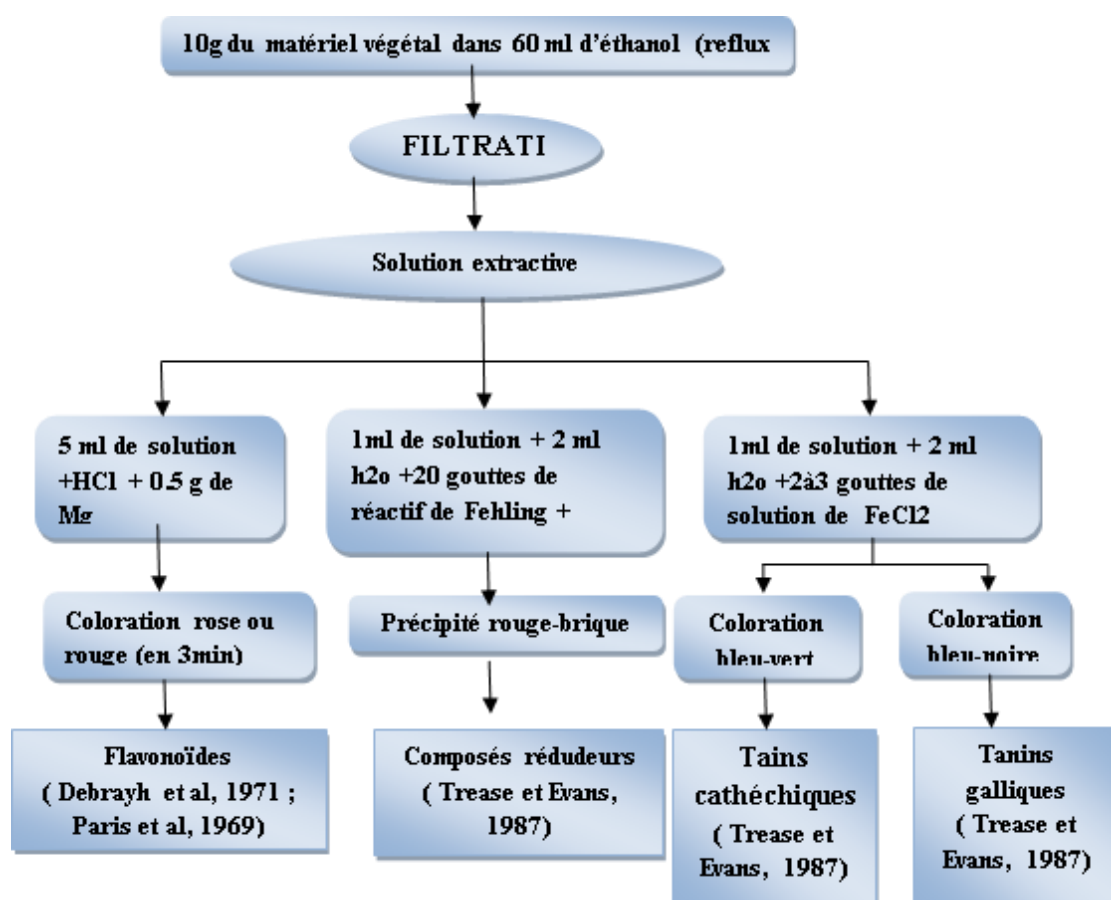 10g du matériel végétal dans 60 ml d'éthanol (reflux
FILTRATI
Solution extractive
5 ml de solution
+HCl + 0.5 g de
Mg
1ml de solution + 2 ml
h2o +20 gouttes de
réactif de Fehling +
1ml de solution + 2 ml
h2o +2à3 gouttes de
solution de FeCl2
Coloration rose ou
rouge (en 3min)
Précipité rouge-brique
Coloration
bleu-vert
Coloration
bleu-noire
Flavonoïdes
( Debrayh et al, 1971 ;
Paris et al, 1969)
Composés rédudeurs
( Trease et Evans,
1987)
Tains
cathéchiques
( Trease et
Evans, 1987)
Tanins
galliques
( Trease et
Evans, 1987)